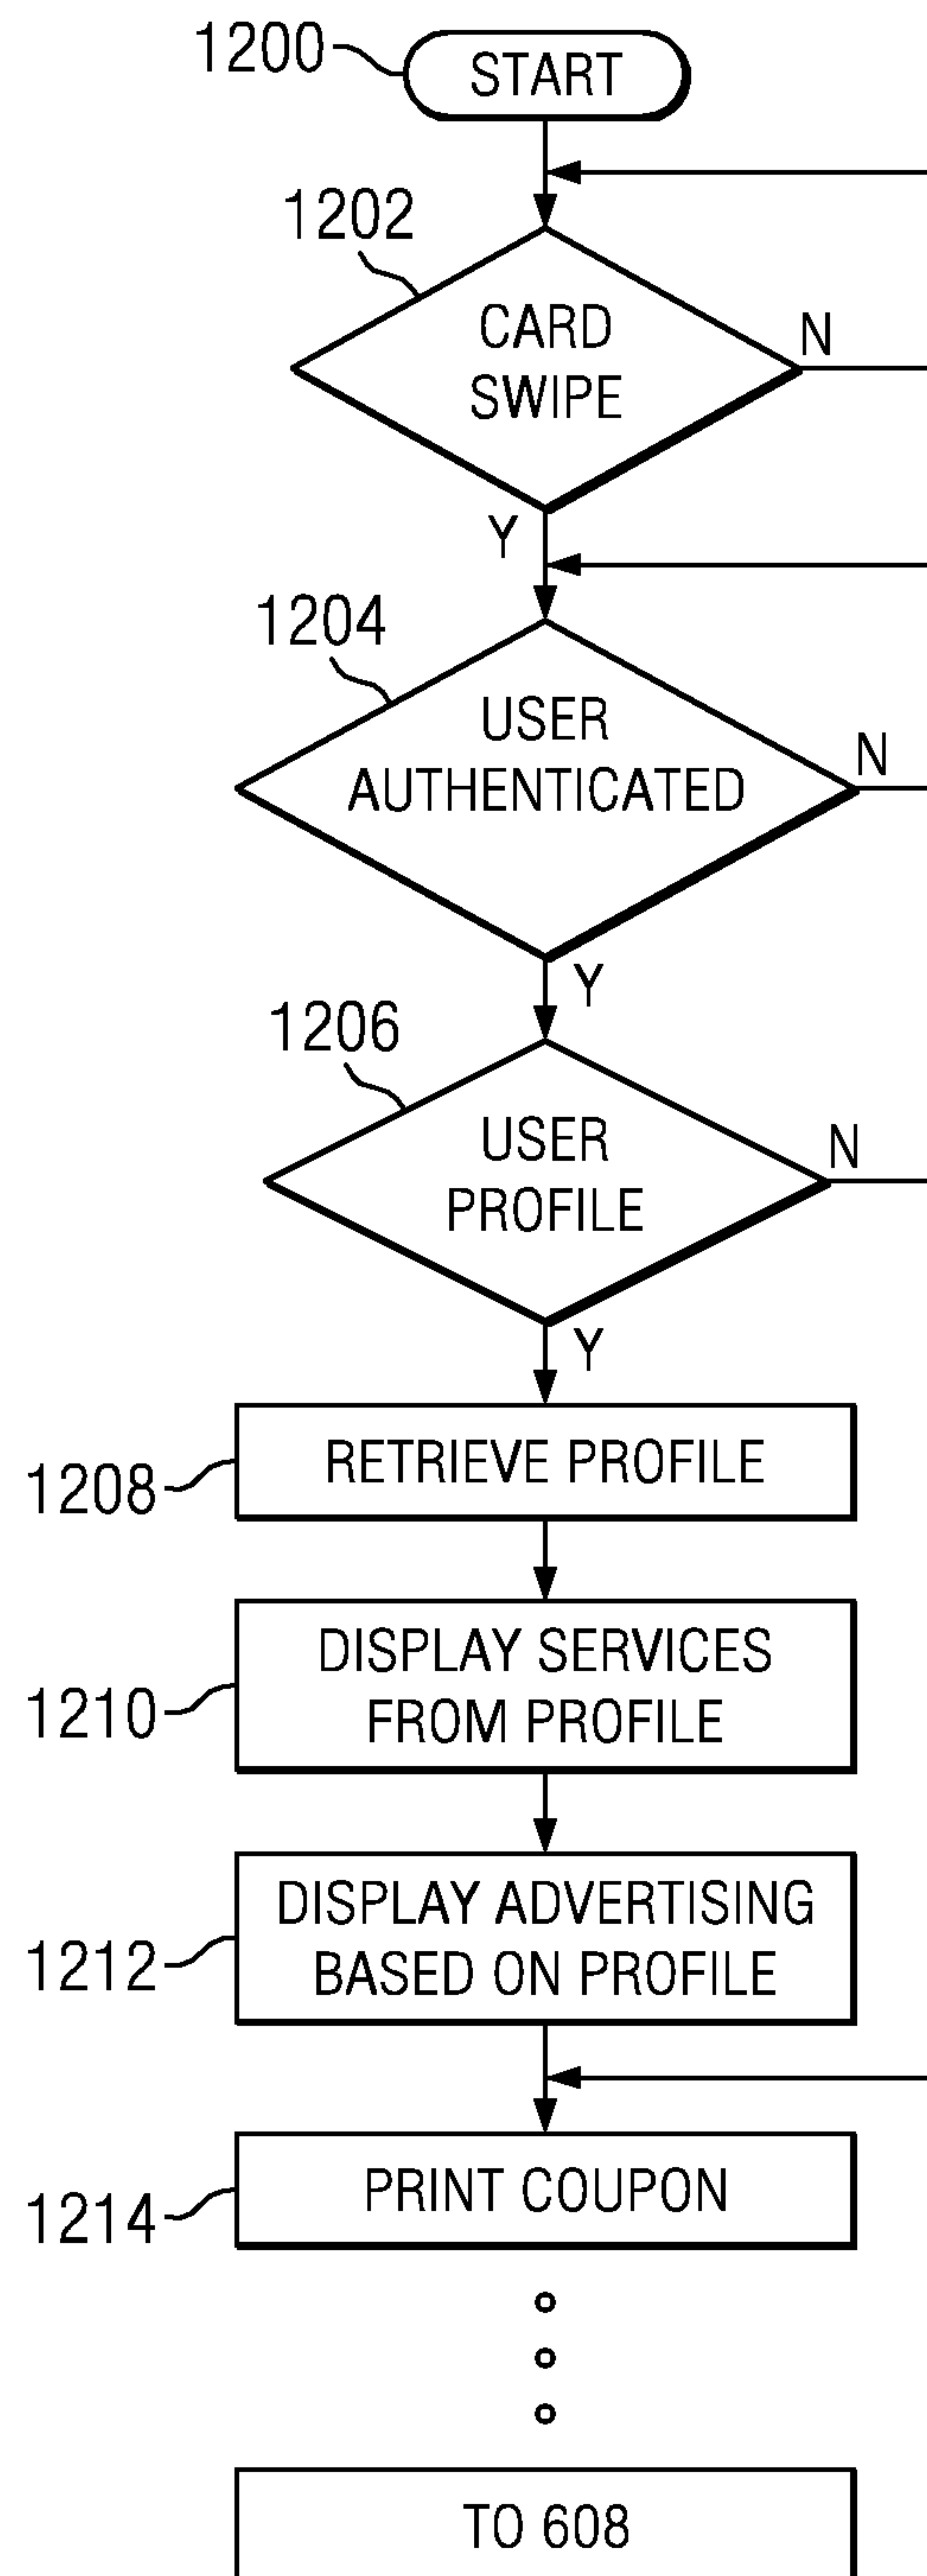 1200
START
1202
CARD
SWIPE
N
Y
1204
USER
AUTHENTICATED
N
Y
1206
USER
PROFILE
N
Y
1208
RETRIEVE PROFILE
1210
DISPLAY SERVICES
FROM PROFILE
1212
DISPLAY ADVERTISING
BASED ON PROFILE
1214
PRINT COUPON
TO 608